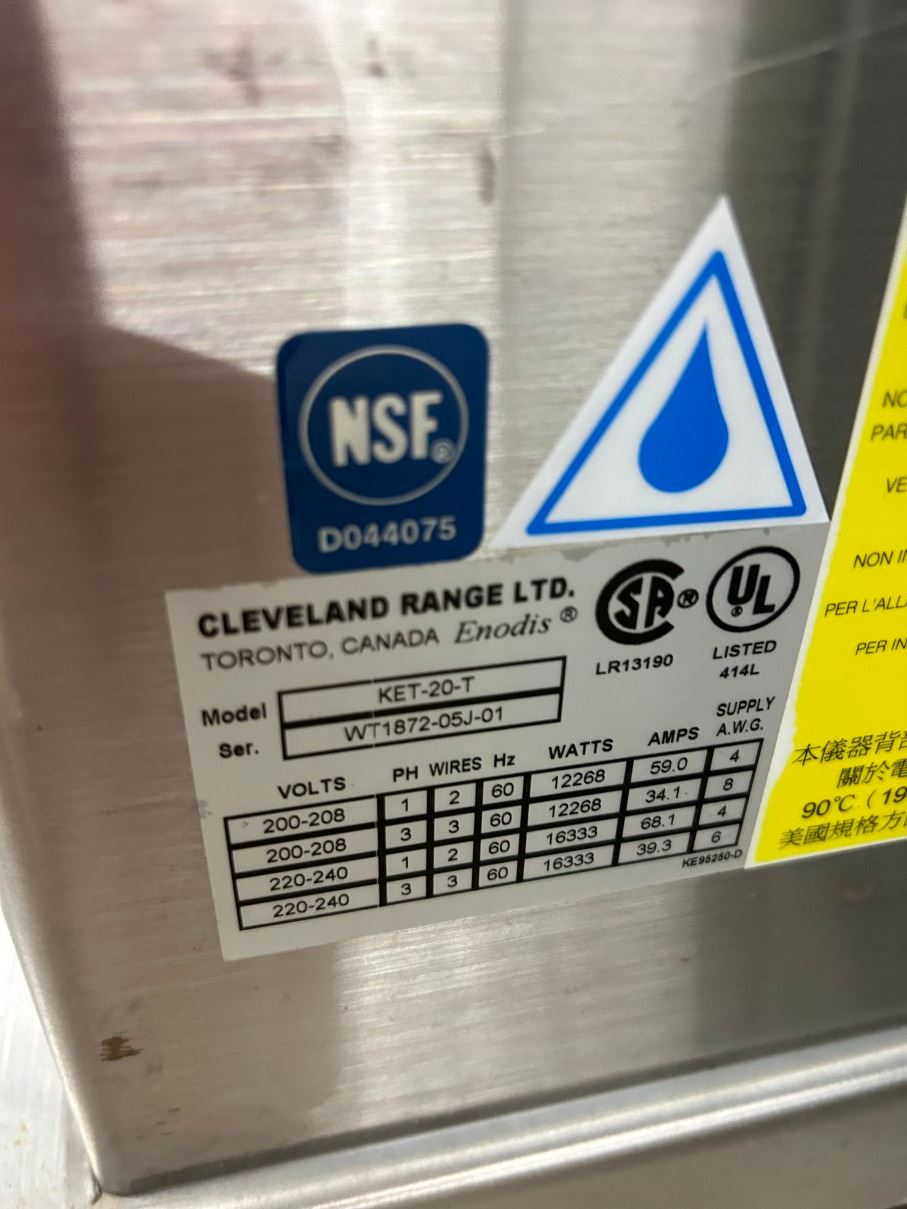 NSF®
D044075
CLEVELAND RANGE LTD.
TORONTO, CANADA Enodis®
SA®
UL®
LR13190
LISTED
414L
Model KET-20-T
Ser. WT1872-05J-01
VOLTS PH WIRES Hz WATTS AMPS SUPPLY A.W.G.
200-208 1 2 60 12268 59.0 4
200-208 3 3 60 12268 34.1 8
220-240 1 2 60 16333 68.1 4
220-240 3 3 60 16333 39.3 6
KE95250-D
PAR
VE
NON
PER L'ALL
PER IN
本儀器背
關於電
90°C (19
美國規格方